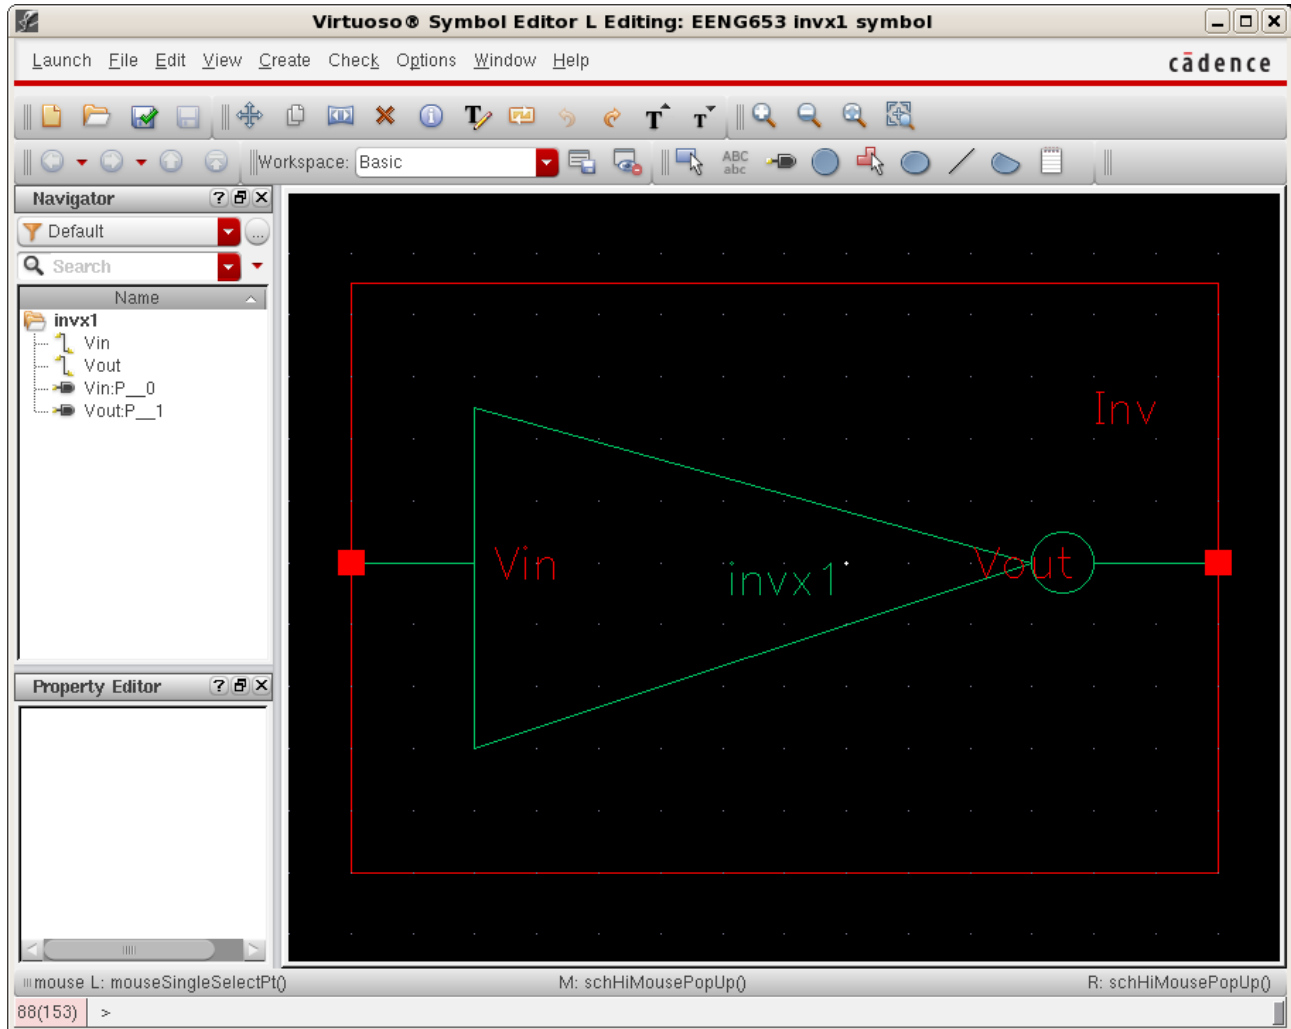 Virtuoso® Symbol Editor L Editing: EENG653 invx1 symbol
Launch File Edit View Create Check Options Window Help
cādence
Workspace: Basic
ABC
abc
Navigator
Default
Search
Name
invx1
Vin
Vout
Vin:P__0
Vout:P__1
Inv
Vin
invx1
Vout
Property Editor
mouse L: mouseSingleSelectPt()
M: schHiMousePopUp()
R: schHiMousePopUp()
88(153) >